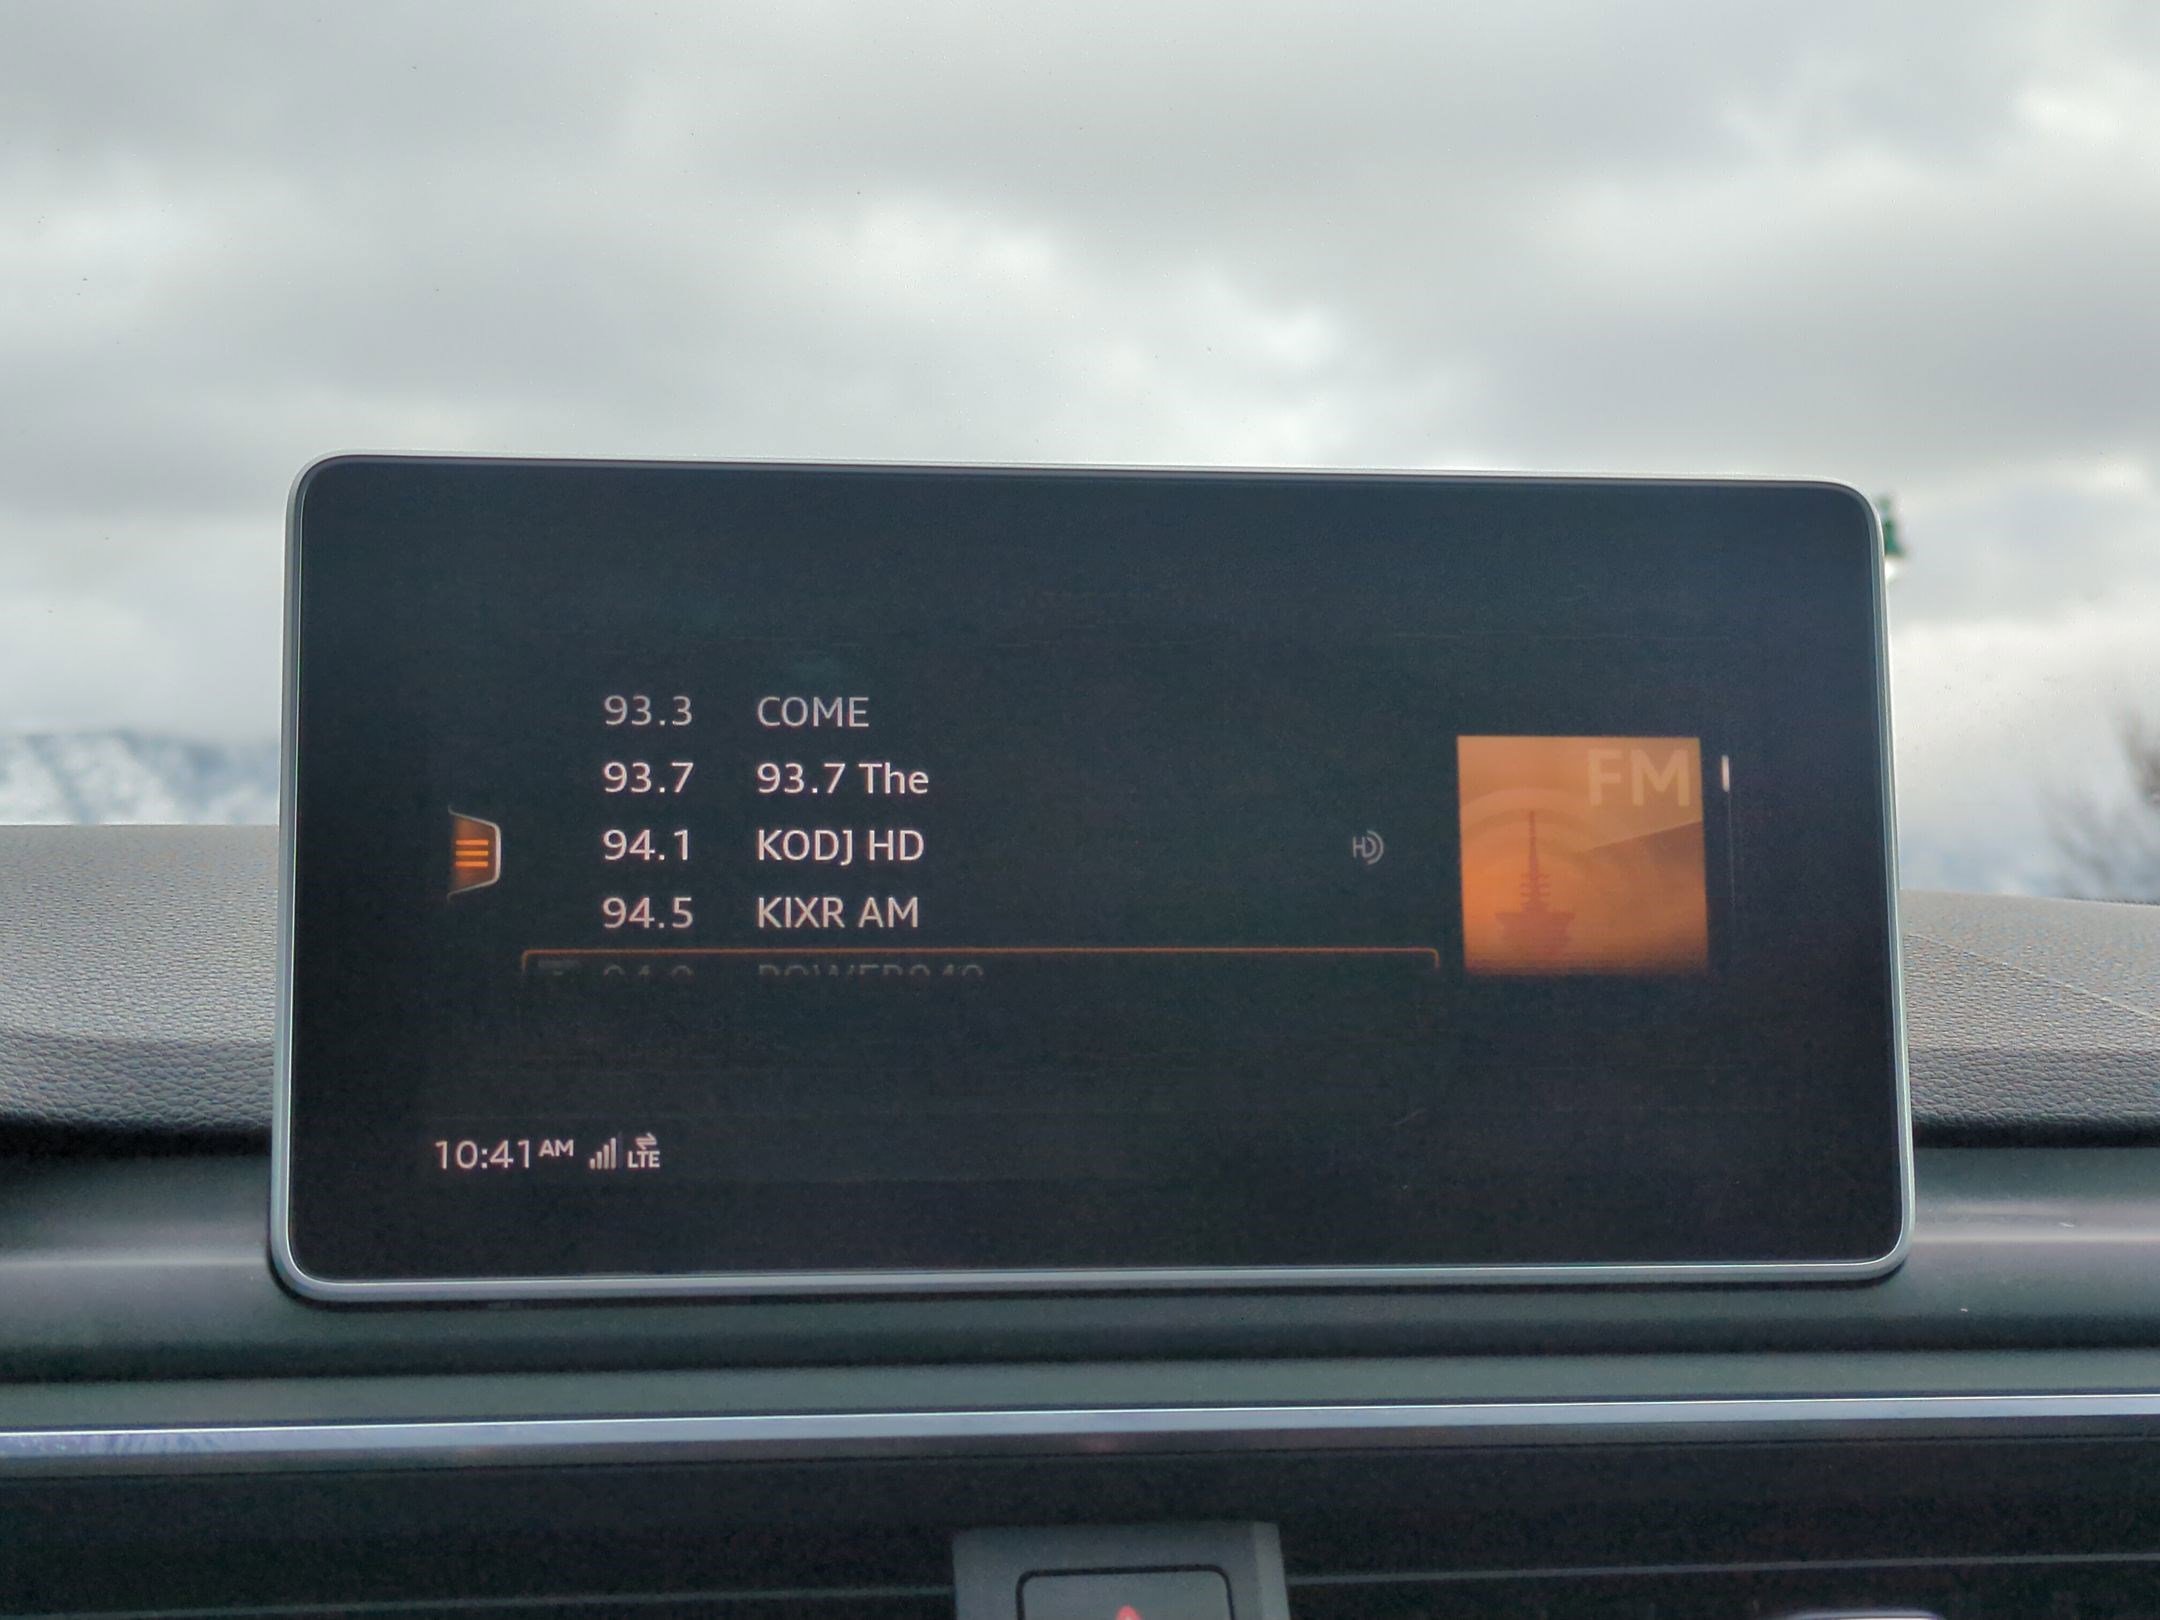 93.3 COME
93.7 93.7 The
94.1 KODJ HD
HD
94.5 KIXR AM
FM
10:41 AM LTE